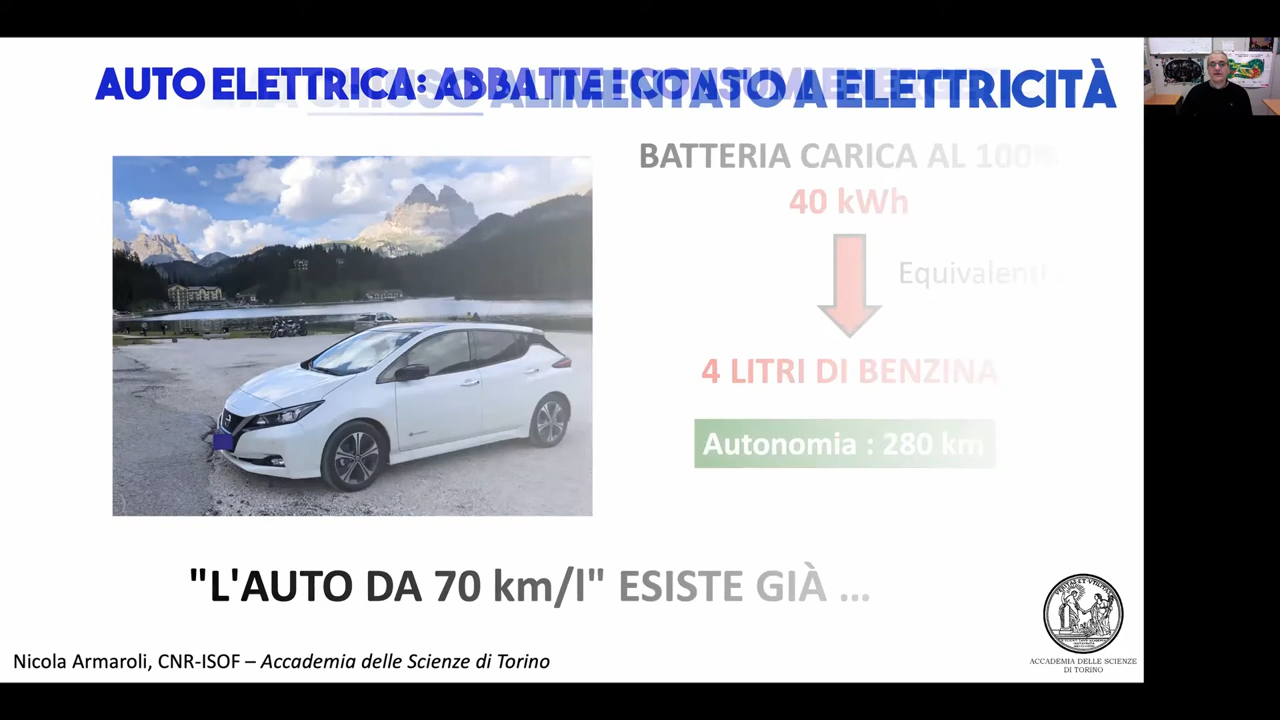 AUTO ELETTRICA: ABBATTE I CONSUMI
ALIMENTATO A ELETTRICITÀ
BATTERIA CARICA AL 100%
40 kWh
Equivalenti
4 LITRI DI BENZINA
Autonomia : 280 km
"L'AUTO DA 70 km/l" ESISTE GIÀ ...
Nicola Armaroli, CNR-ISOF – Accademia delle Scienze di Torino
ACCADEMIA DELLE SCIENZE
DI TORINO